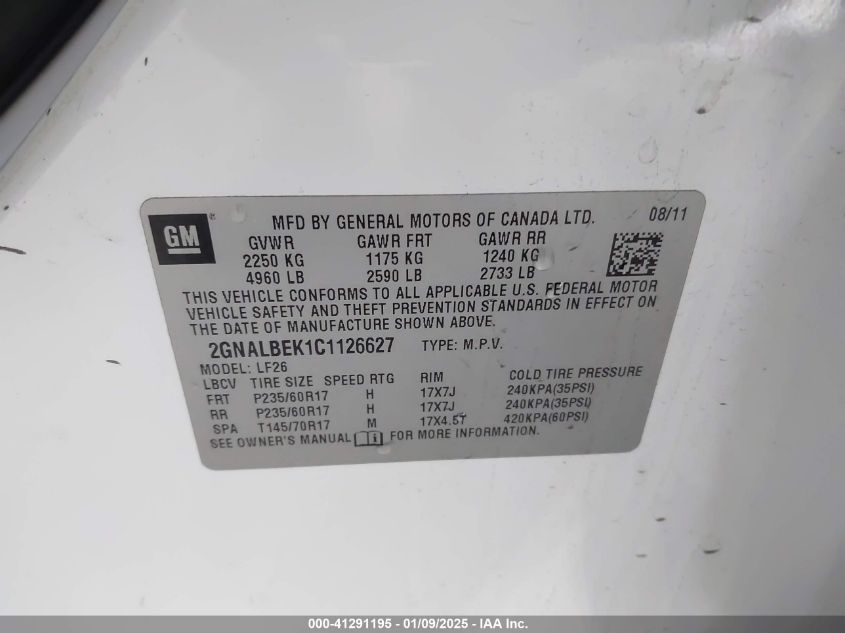 GM ®
MFD BY GENERAL MOTORS OF CANADA LTD. 08/11
GVWR GAWR FRT GAWR RR
2250 KG 1175 KG 1240 KG
4960 LB 2590 LB 2733 LB
THIS VEHICLE CONFORMS TO ALL APPLICABLE U.S. FEDERAL MOTOR
VEHICLE SAFETY AND THEFT PREVENTION STANDARDS IN EFFECT ON
THE DATE OF MANUFACTURE SHOWN ABOVE.
2GNALBEK1C1126627 TYPE: M.P.V.
MODEL: LF26
LBCV TIRE SIZE SPEED RTG RIM COLD TIRE PRESSURE
FRT P235/60R17 H 17X7J 240KPA(35PSI)
RR P235/60R17 H 17X7J 240KPA(35PSI)
SPA T145/70R17 M 17X4.5T 420KPA(60PSI)
SEE OWNER'S MANUAL FOR MORE INFORMATION.
000-41291195 - 01/09/2025 - IAA Inc.